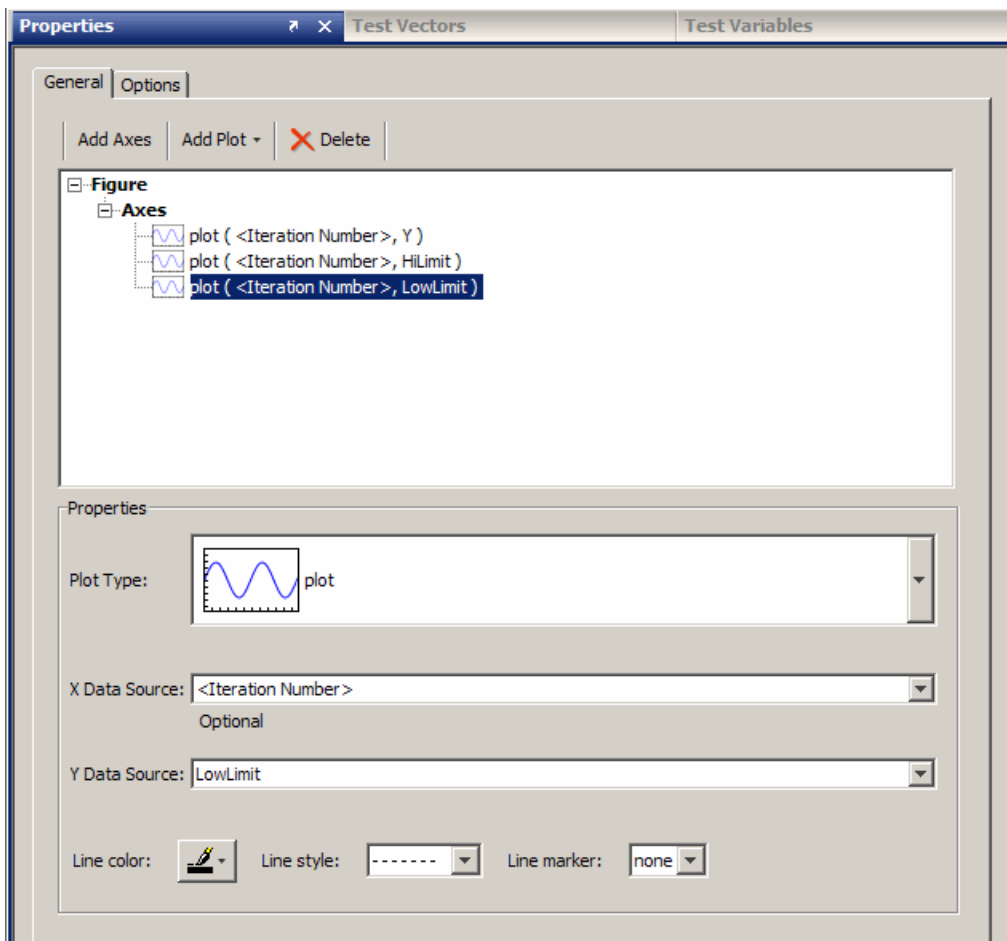 Properties Test Vectors Test Variables
General Options
Add Axes Add Plot Delete
Figure
Axes
plot ( <Iteration Number>, Y )
plot ( <Iteration Number>, HiLimit )
plot ( <Iteration Number>, LowLimit )
Properties
Plot Type: plot
X Data Source: <Iteration Number>
Optional
Y Data Source: LowLimit
Line color: Line style: ------- Line marker: none